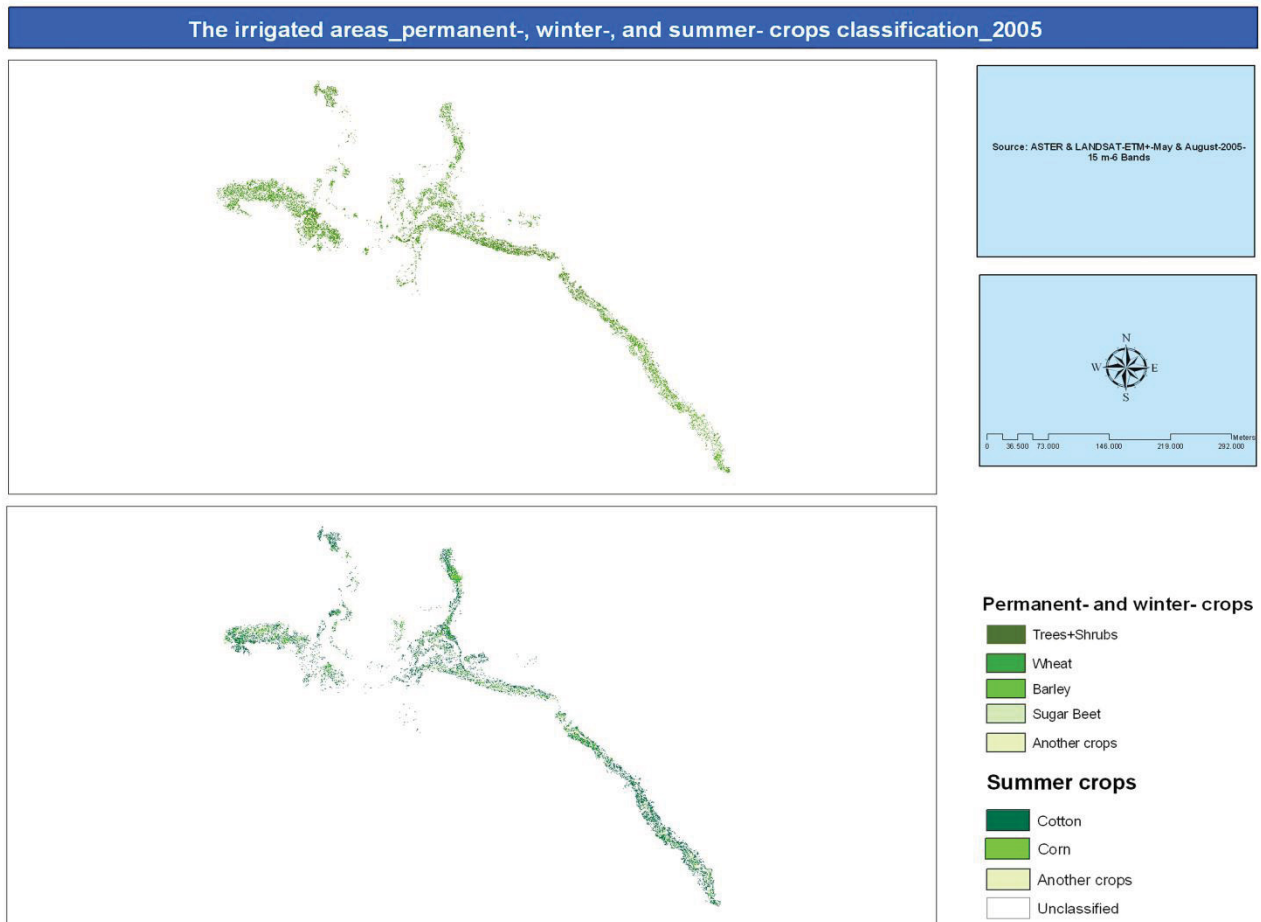 The irrigated areas_permanent-, winter-, and summer- crops classification_2005
Source: ASTER & LANDSAT-ETM+-May & August-2005-
15 m-6 Bands
N
W E
S
Meters
0 36.500 73.000 146.000 219.000 292.000
Permanent- and winter- crops
Trees+Shrubs
Wheat
Barley
Sugar Beet
Another crops
Summer crops
Cotton
Corn
Another crops
Unclassified